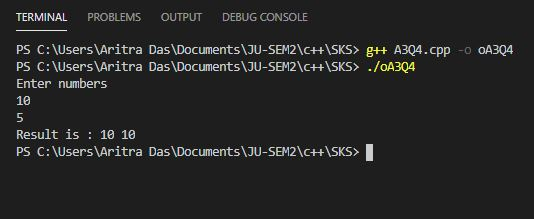 TERMINAL PROBLEMS OUTPUT DEBUG CONSOLE
PS C:\Users\Aritra Das\Documents\JU-SEM2\c++\SKS> g++ A3Q4.cpp -o oA3Q4
PS C:\Users\Aritra Das\Documents\JU-SEM2\c++\SKS> ./oA3Q4
Enter numbers
10
5
Result is : 10 10
PS C:\Users\Aritra Das\Documents\JU-SEM2\c++\SKS>